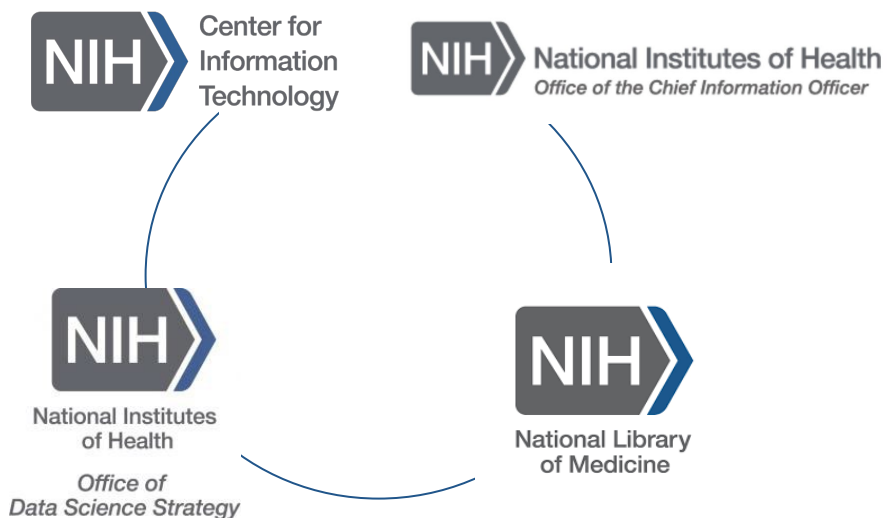 NIH
Center for
Information
Technology
NIH
National Institutes of Health
Office of the Chief Information Officer
NIH
National Institutes
of Health
Office of
Data Science Strategy
NIH
National Library
of Medicine